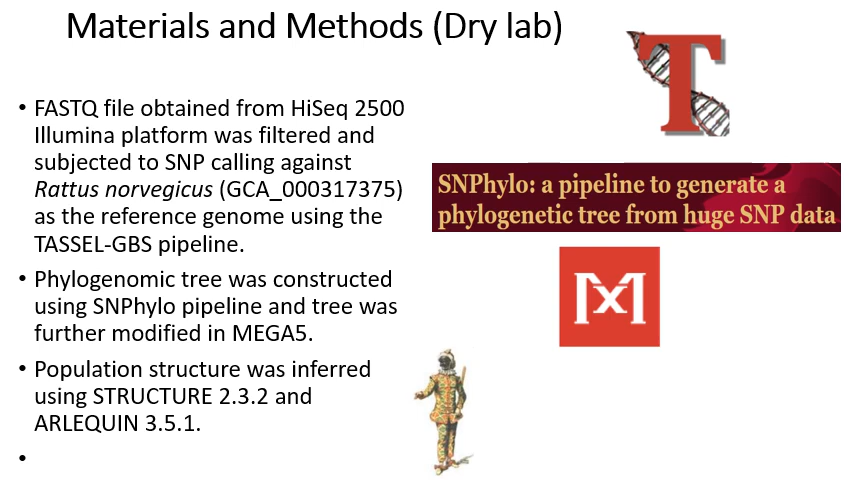 Materials and Methods (Dry lab)
• FASTQ file obtained from HiSeq 2500
Illumina platform was filtered and
subjected to SNP calling against
Rattus norvegicus (GCA_000317375)
as the reference genome using the
TASSEL-GBS pipeline.
• Phylogenomic tree was constructed
using SNPhylo pipeline and tree was
further modified in MEGA5.
• Population structure was inferred
using STRUCTURE 2.3.2 and
ARLEQUIN 3.5.1.
•
T
SNPhylo: a pipeline to generate a
phylogenetic tree from huge SNP data
M